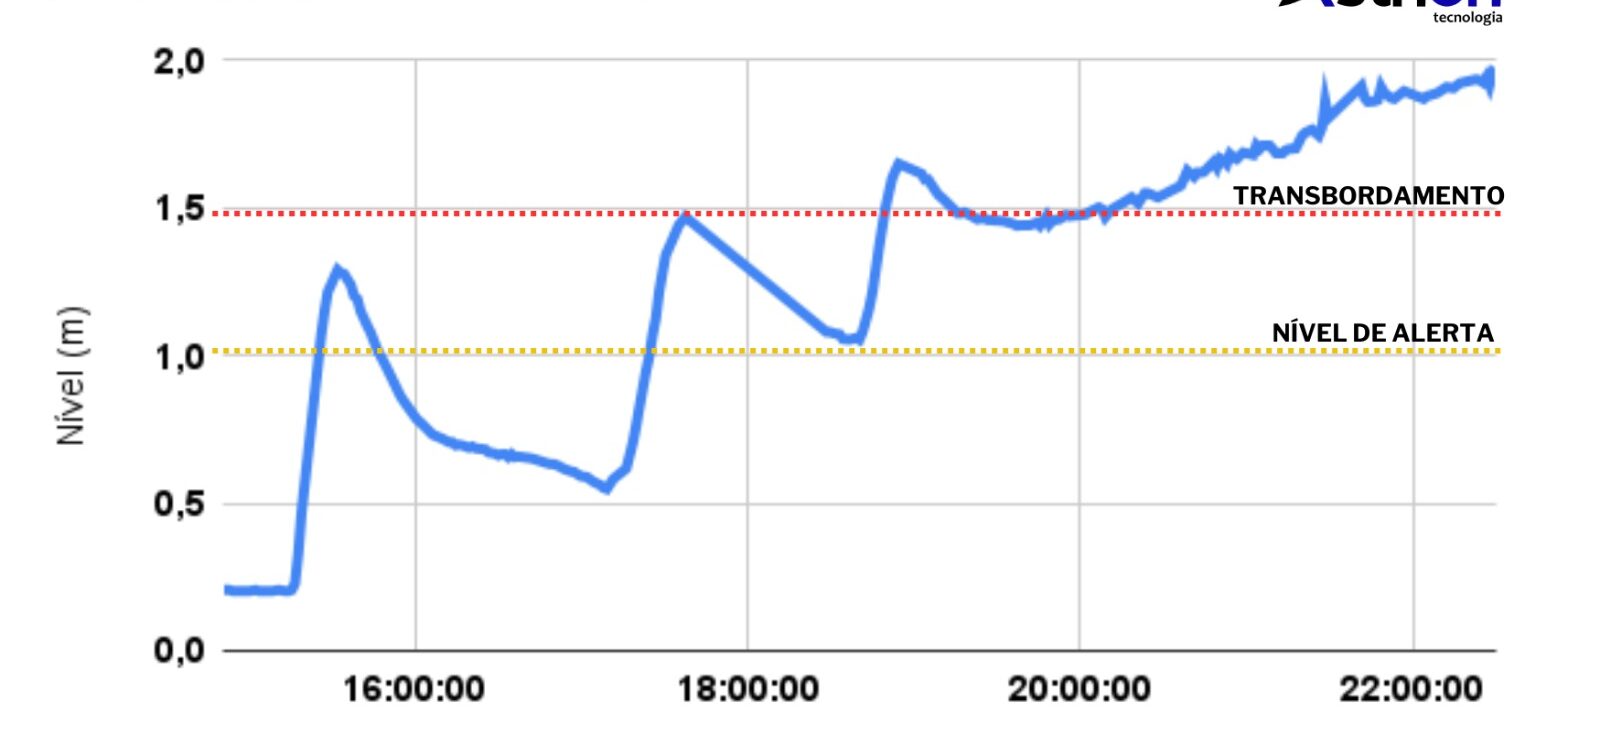 tecnologia
2,0
TRANSBORDAMENTO
1,5
NÍVEL DE ALERTA
1,0
Nível (m)
0,5
0,0
16:00:00 18:00:00 20:00:00 22:00:00